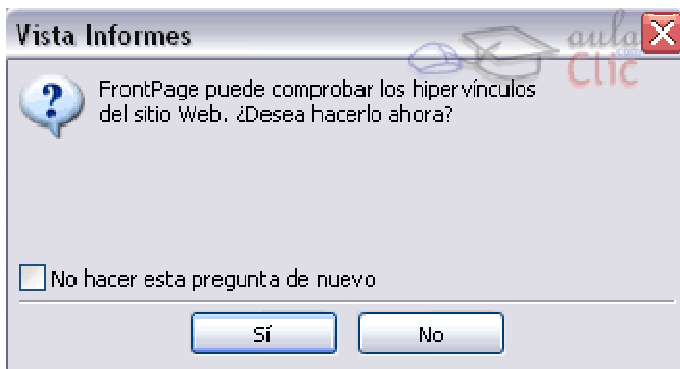 Vista Informes
aula
.com
Clic
?
FrontPage puede comprobar los hipervínculos
del sitio Web. ¿Desea hacerlo ahora?
No hacer esta pregunta de nuevo
Sí
No